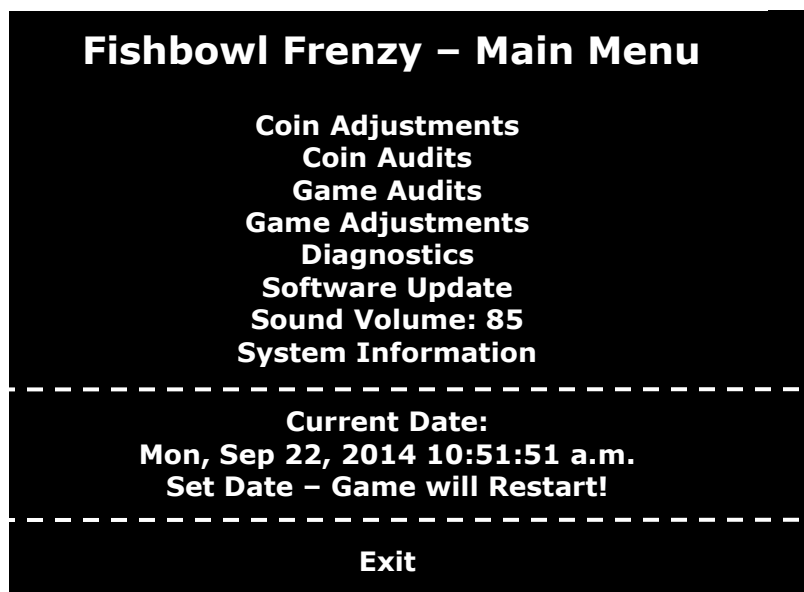 Fishbowl Frenzy – Main Menu
Coin Adjustments
Coin Audits
Game Audits
Game Adjustments
Diagnostics
Software Update
Sound Volume: 85
System Information
Current Date:
Mon, Sep 22, 2014 10:51:51 a.m.
Set Date – Game will Restart!
Exit